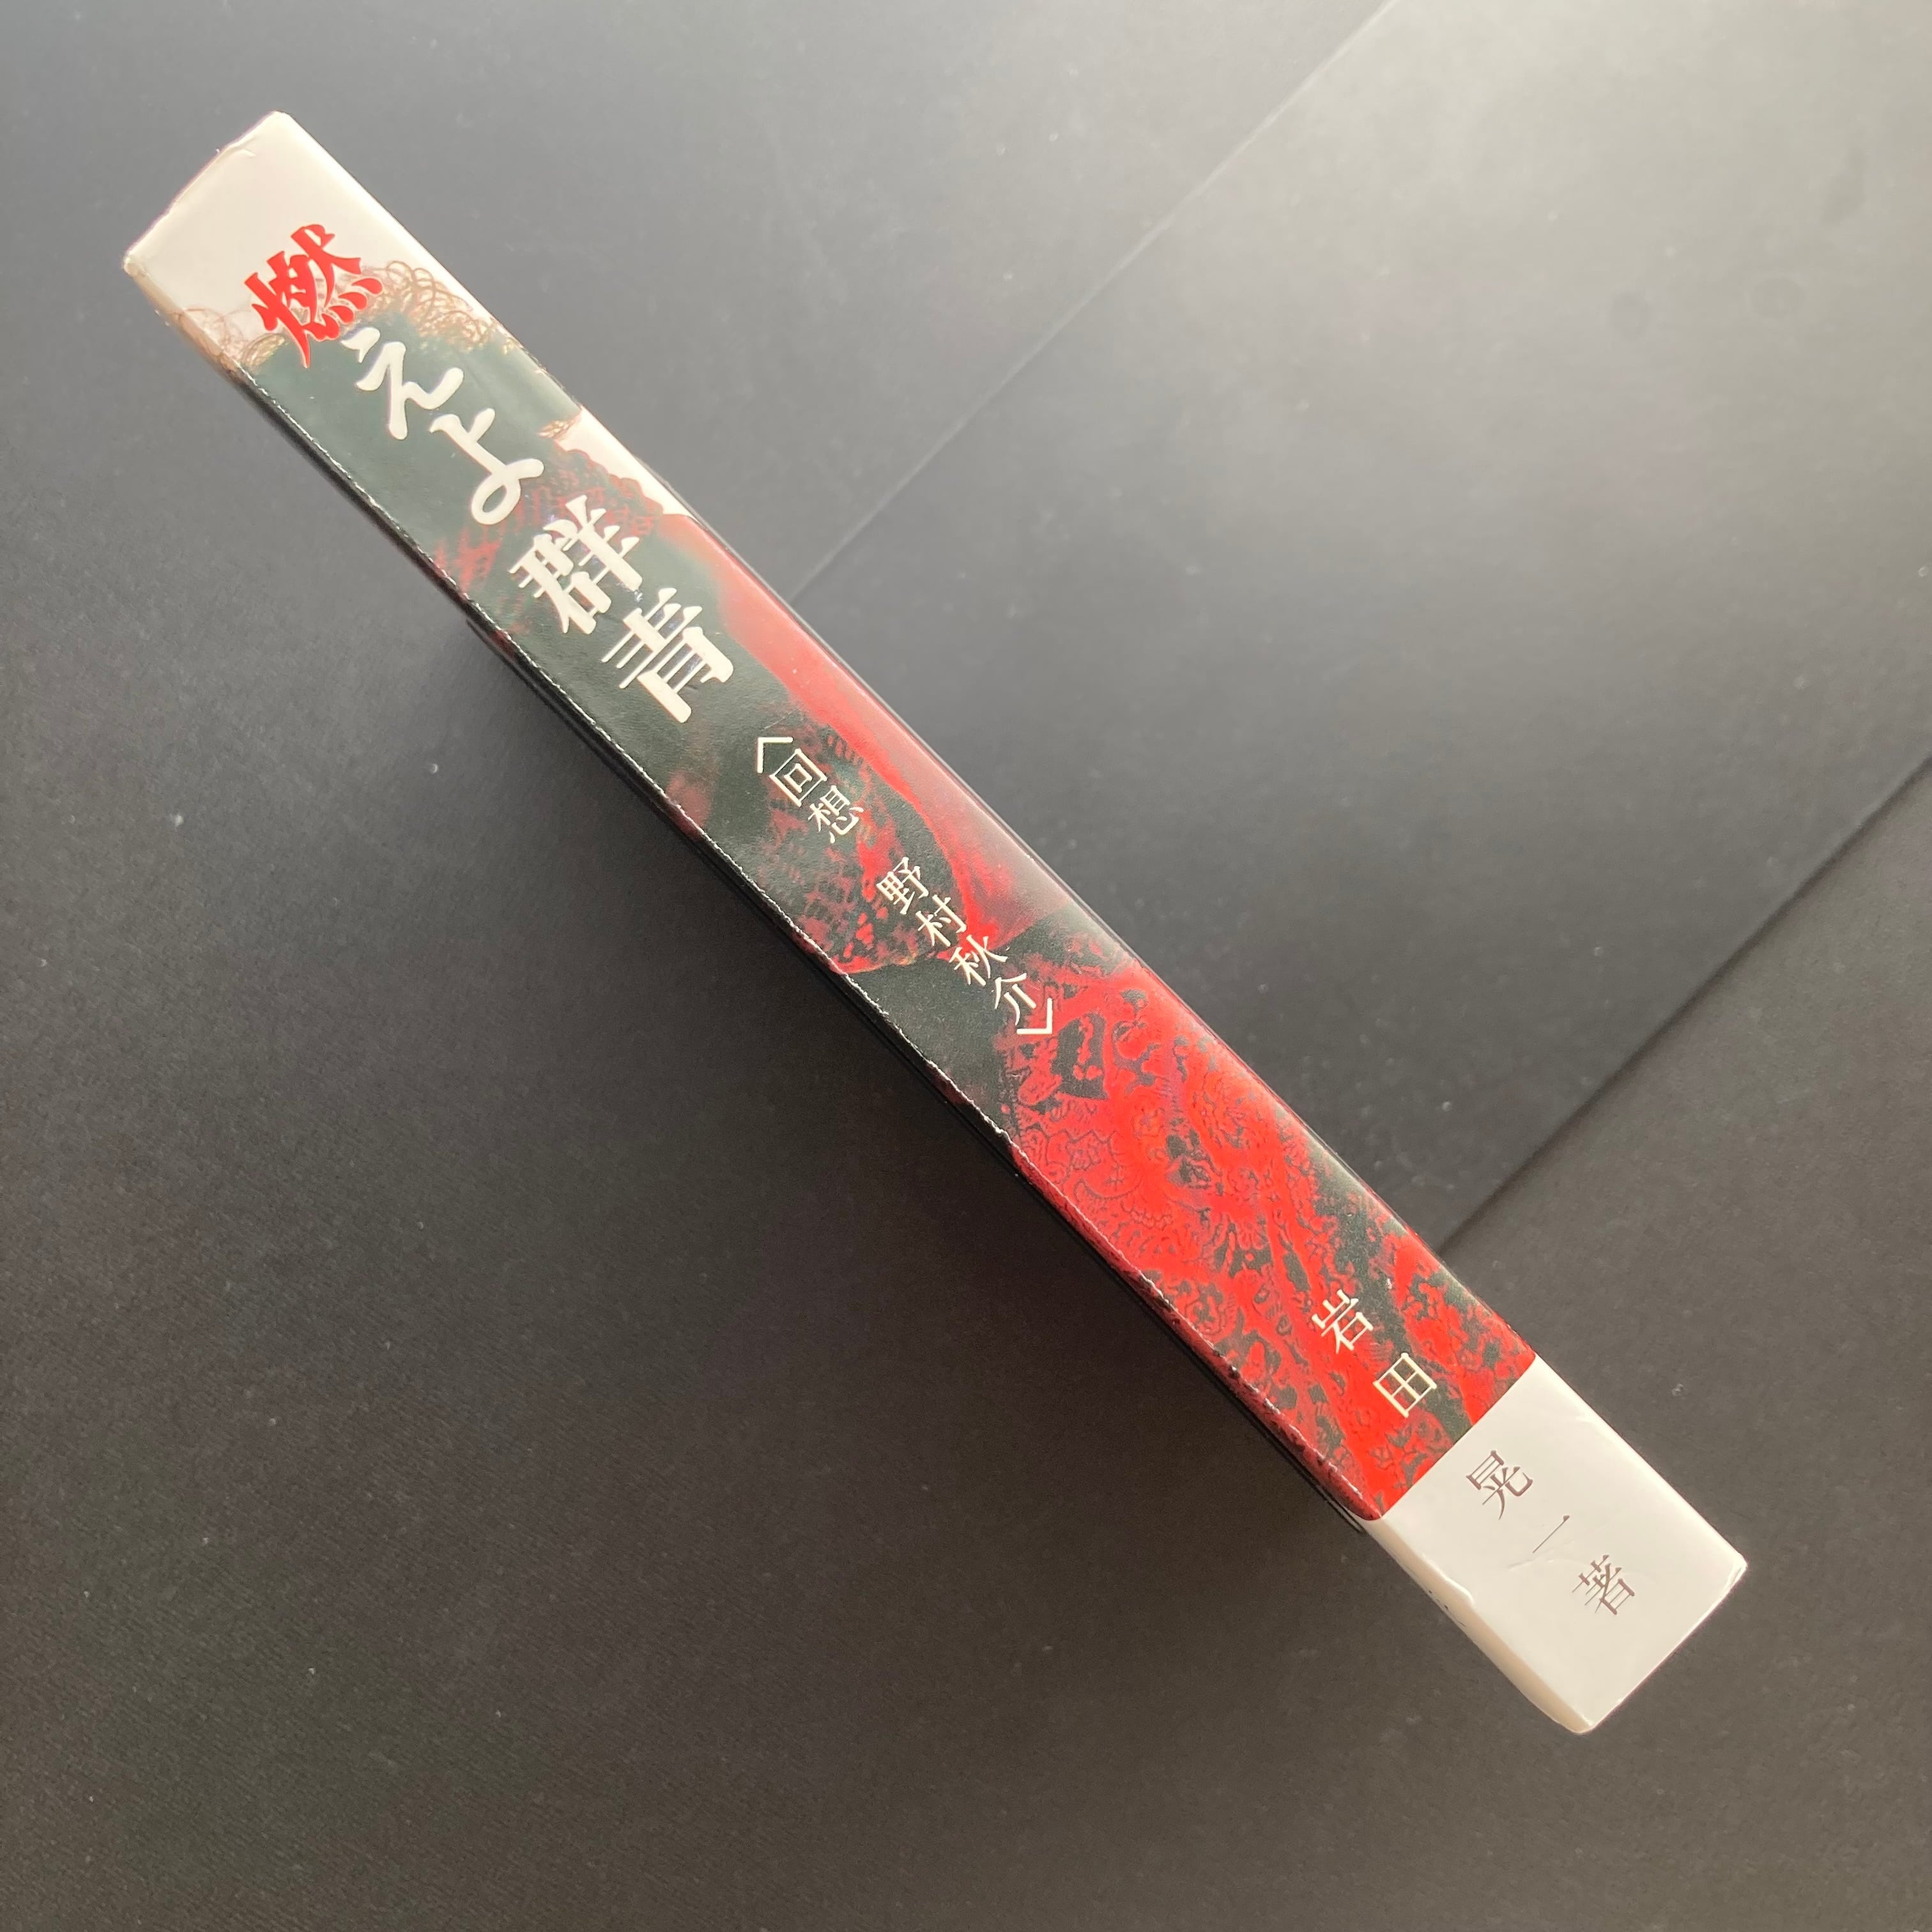 燃えよ群青
〈回想 野村秋介〉
岩田晃一著